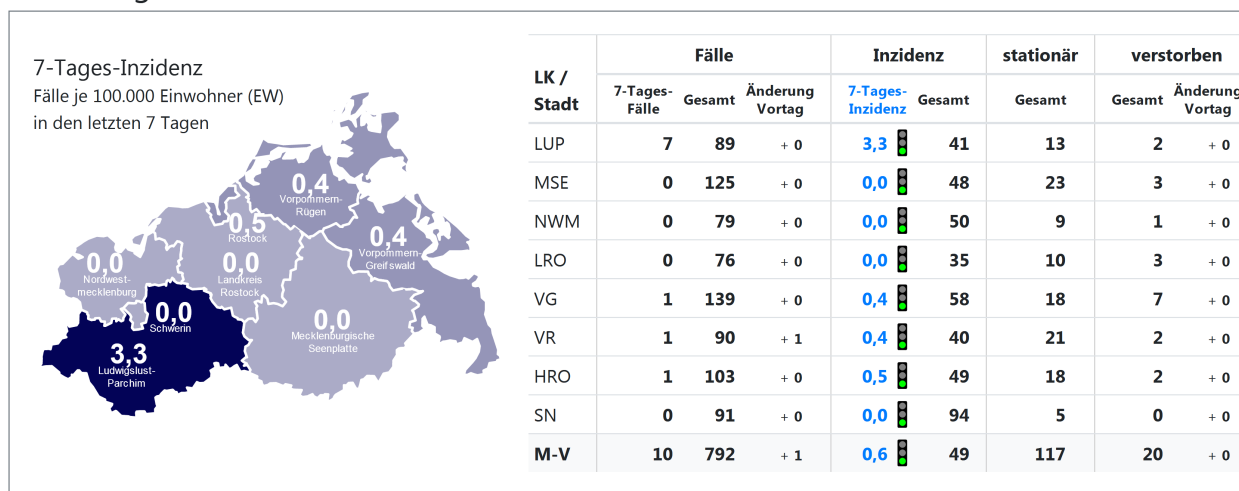 7-Tages-Inzidenz
Fälle je 100.000 Einwohner (EW)
in den letzten 7 Tagen
0,4
Vorpommern-
Rügen
0,5
Rostock
0,4
Vorpommern-
Greifswald
0,0
Nordwest-
mecklenburg
0,0
Landkreis
Rostock
0,0
Schwerin
0,0
Mecklenburgische
Seenplatte
3,3
Ludwigslust-
Parchim
LK / Stadt Fälle Inzidenz stationär verstorben
7-Tages-Fälle Gesamt Änderung Vortag 7-Tages-Inzidenz Gesamt Gesamt Gesamt Änderung Vortag
LUP 7 89 + 0 3,3 41 13 2 + 0
MSE 0 125 + 0 0,0 48 23 3 + 0
NWM 0 79 + 0 0,0 50 9 1 + 0
LRO 0 76 + 0 0,0 35 10 3 + 0
VG 1 139 + 0 0,4 58 18 7 + 0
VR 1 90 + 1 0,4 40 21 2 + 0
HRO 1 103 + 0 0,5 49 18 2 + 0
SN 0 91 + 0 0,0 94 5 0 + 0
M-V 10 792 + 1 0,6 49 117 20 + 0